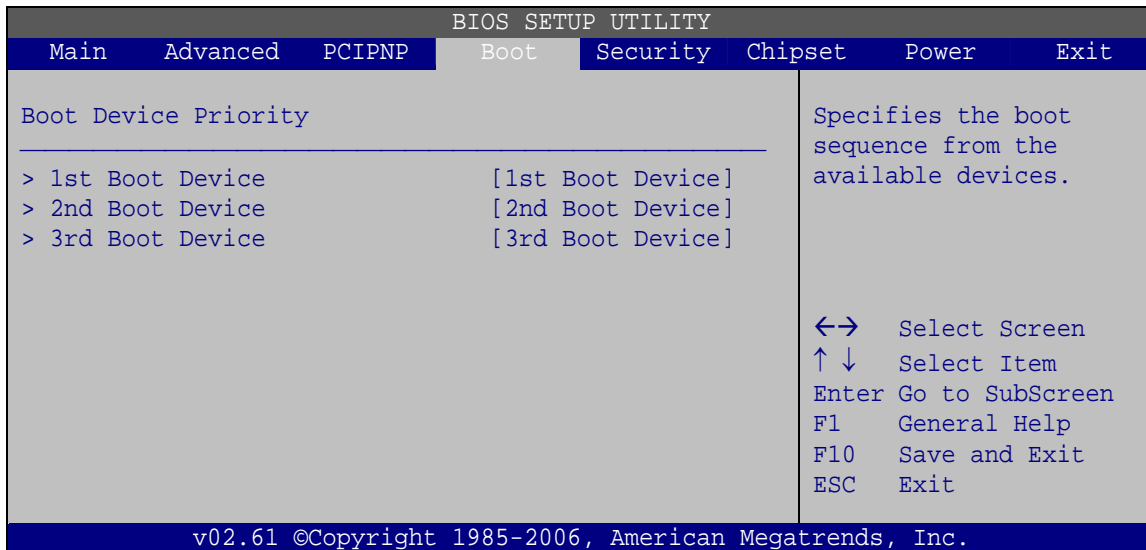 BIOS SETUP UTILITY
Main Advanced PCIPNP Boot Security Chipset Power Exit
Boot Device Priority
> 1st Boot Device [1st Boot Device]
> 2nd Boot Device [2nd Boot Device]
> 3rd Boot Device [3rd Boot Device]
Specifies the boot
sequence from the
available devices.
←→ Select Screen
↑ ↓ Select Item
Enter Go to SubScreen
F1 General Help
F10 Save and Exit
ESC Exit
v02.61 ©Copyright 1985-2006, American Megatrends, Inc.